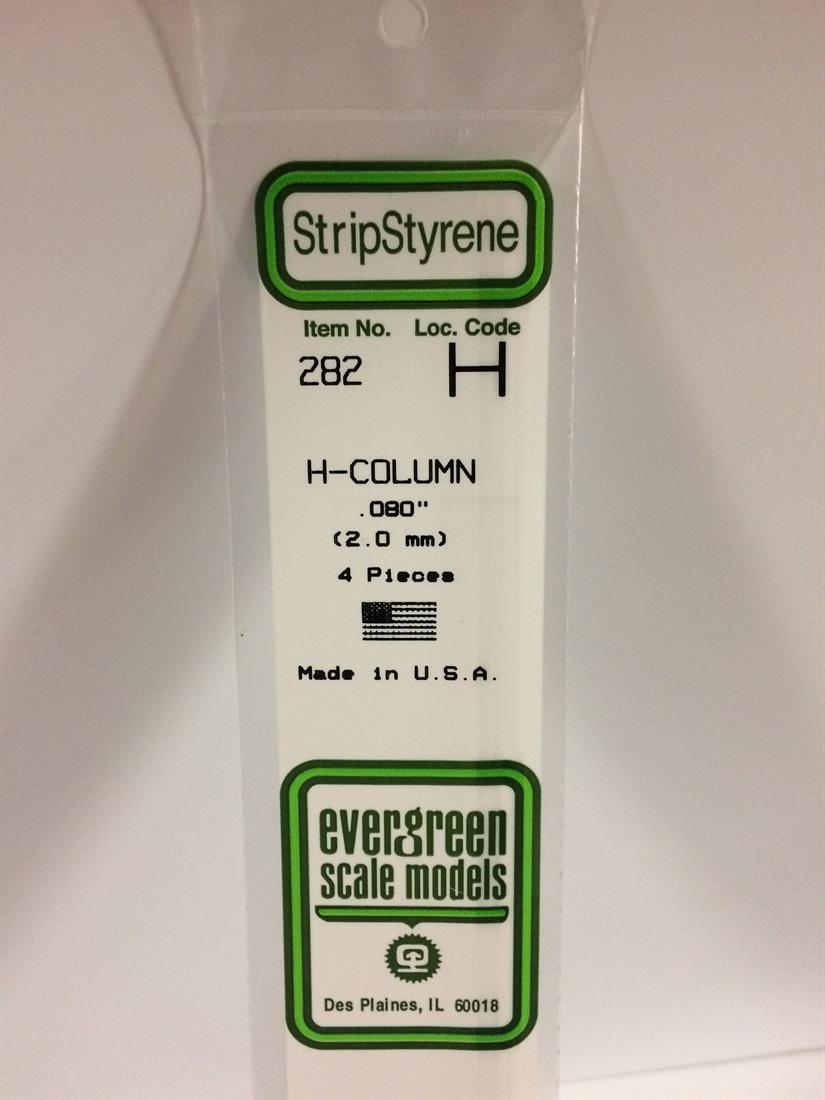 StripStyrene
Item No. Loc. Code
282 H
H-COLUMN
.080"
(2.0 mm)
4 Pieces
Made in U.S.A.
evergreen
scale models
Des Plaines, IL 60018